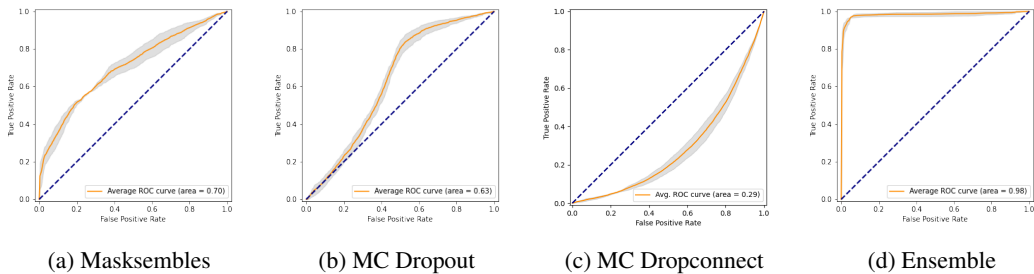 1.0
0.8
0.6
0.4
0.2
0.0
True Positive Rate
0.0 0.2 0.4 0.6 0.8 1.0
False Positive Rate
Average ROC curve (area = 0.70)
(a) Masksembles
1.0
0.8
0.6
0.4
0.2
0.0
True Positive Rate
0.0 0.2 0.4 0.6 0.8 1.0
False Positive Rate
Average ROC curve (area = 0.63)
(b) MC Dropout
1.0
0.8
0.6
0.4
0.2
0.0
True Positive Rate
0.0 0.2 0.4 0.6 0.8 1.0
False Positive Rate
Avg. ROC curve (area = 0.29)
(c) MC Dropconnect
1.0
0.8
0.6
0.4
0.2
0.0
True Positive Rate
0.0 0.2 0.4 0.6 0.8 1.0
False Positive Rate
Average ROC curve (area = 0.98)
(d) Ensemble